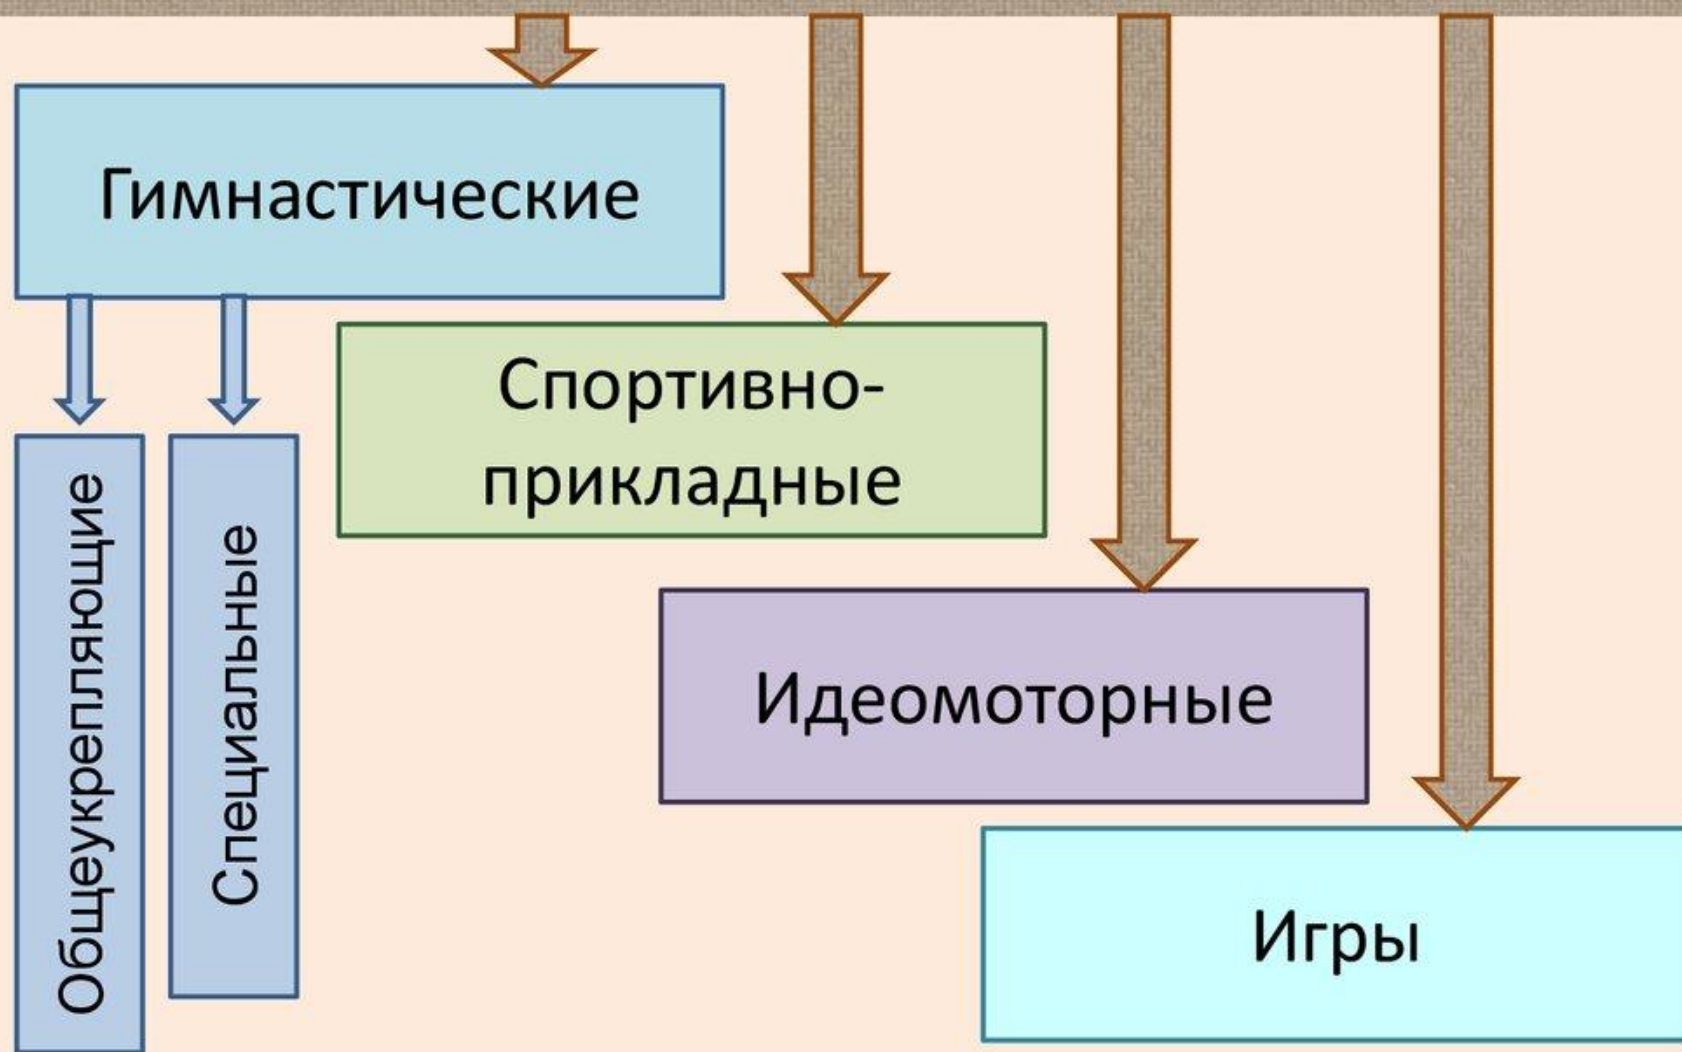 Гимнастические
Спортивно-
прикладные
Общеукрепляющие
Специальные
Идеомоторные
Игры